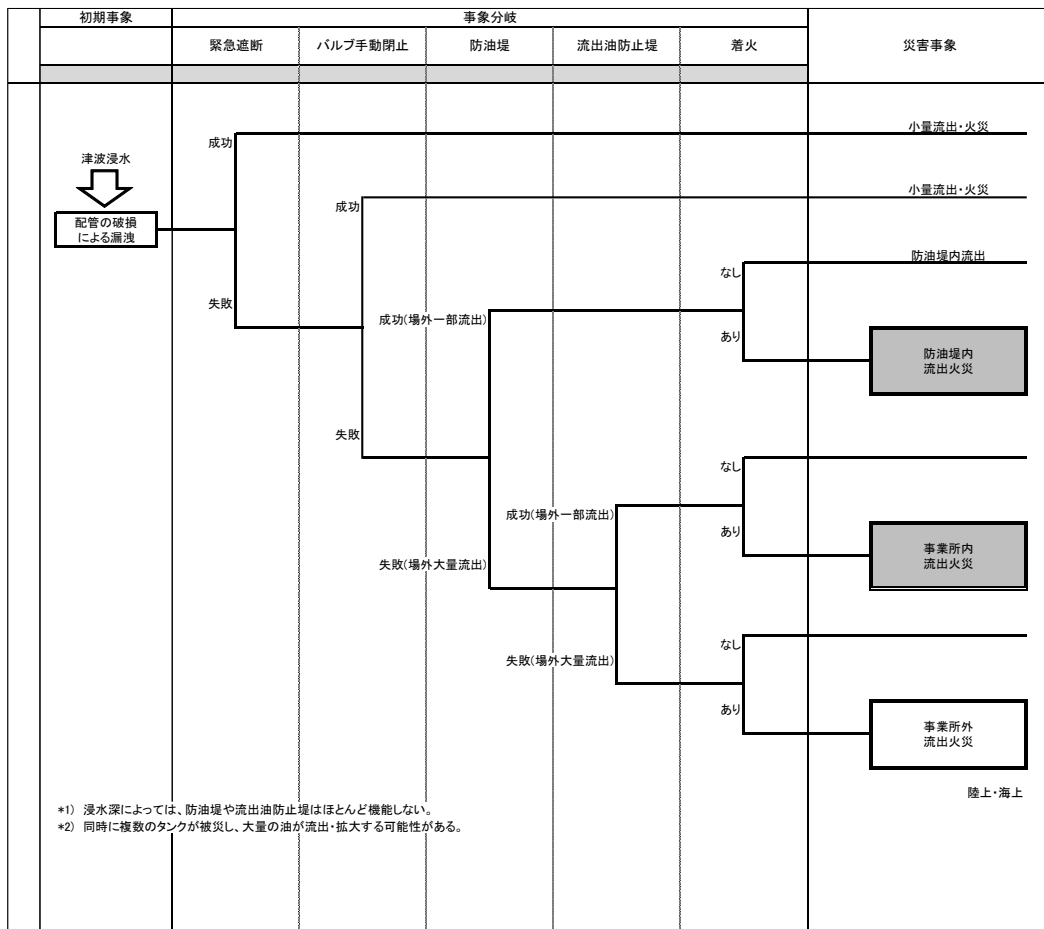 初期事象
事象分岐
緊急遮断
バルブ手動閉止
防油堤
流出油防止堤
着火
災害事象
小量流出・火災
成功
津波浸水
小量流出・火災
成功
配管の破損
による漏洩
防油堤内流出
なし
失敗
成功(場外一部流出)
あり
防油堤内
流出火災
失敗
なし
成功(場外一部流出)
あり
事業所内
流出火災
失敗(場外大量流出)
なし
失敗(場外大量流出)
あり
事業所外
流出火災
陸上・海上
*1) 浸水深によっては、防油堤や流出油防止堤はほとんど機能しない。
*2) 同時に複数のタンクが被災し、大量の油が流出・拡大する可能性がある。